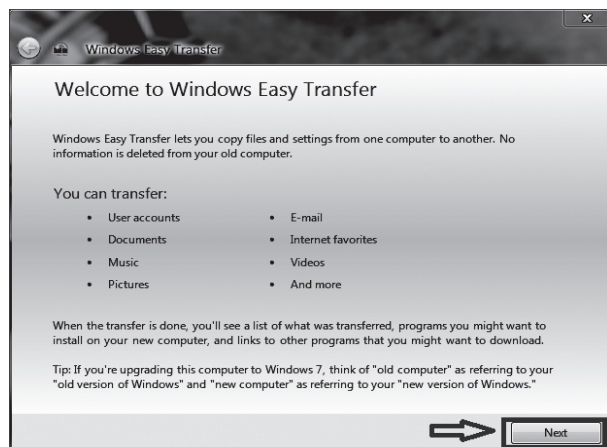 Windows Easy Transfer
Welcome to Windows Easy Transfer
Windows Easy Transfer lets you copy files and settings from one computer to another. No
information is deleted from your old computer.
You can transfer:
• User accounts
• Documents
• Music
• Pictures
• E-mail
• Internet favorites
• Videos
• And more
When the transfer is done, you'll see a list of what was transferred, programs you might want to
install on your new computer, and links to other programs that you might want to download.
Tip: If you're upgrading this computer to Windows 7, think of "old computer" as referring to your
"old version of Windows" and "new computer" as referring to your "new version of Windows."
Next